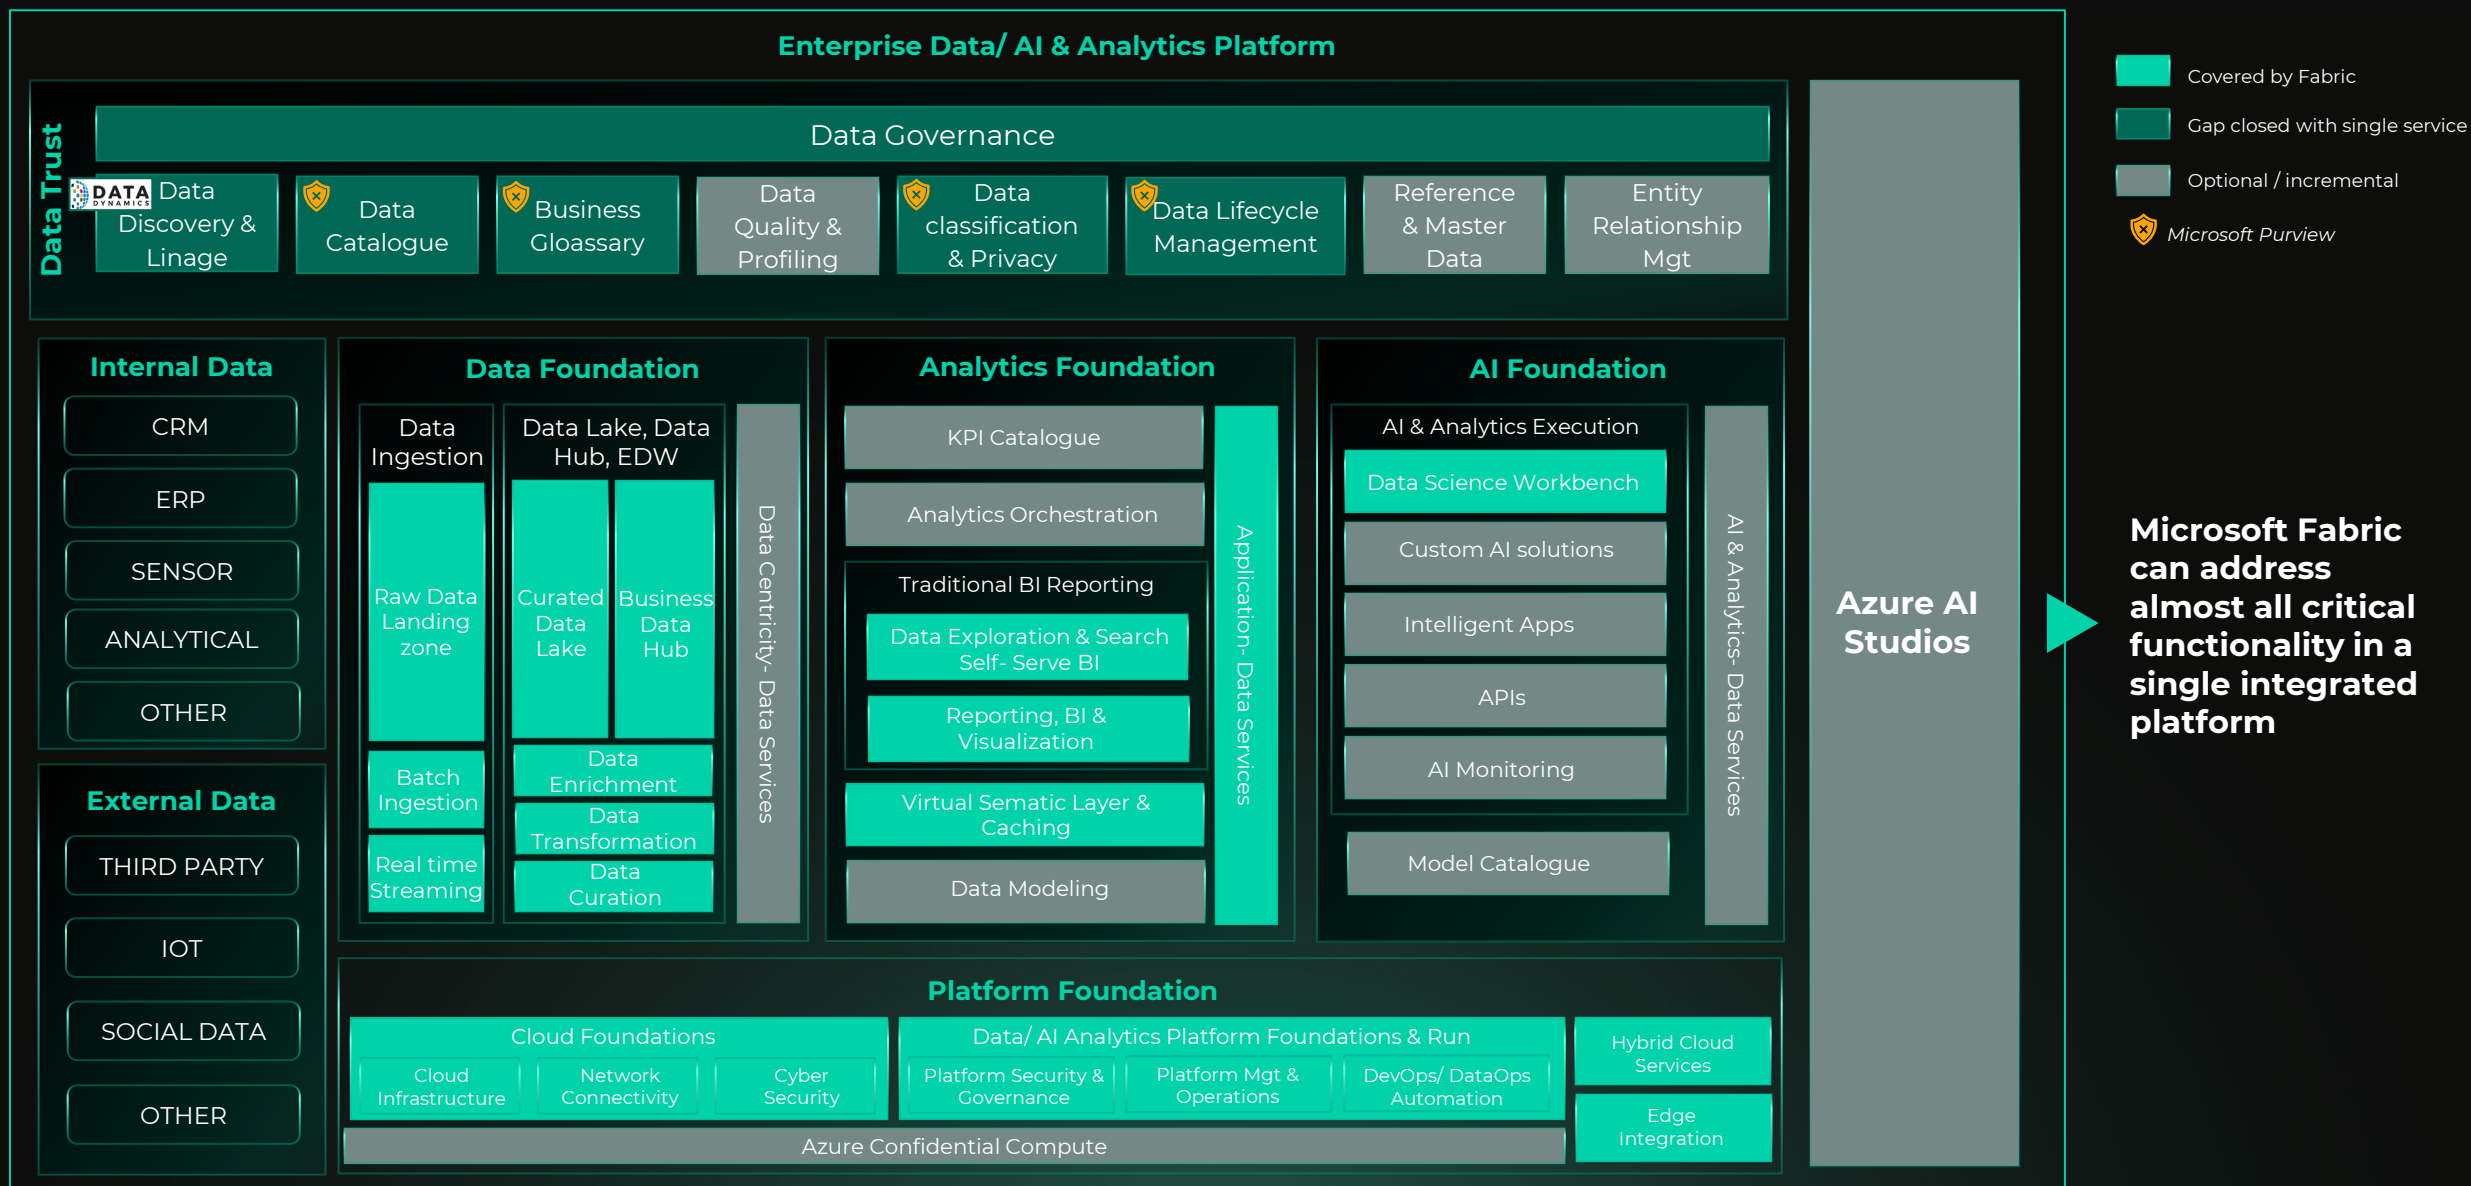 Enterprise Data/ AI & Analytics Platform
Data Trust
Data Governance
DATA
DYNAMICS
Data
Discovery &
Linage
Data
Catalogue
Business
Gloassary
Data
Quality &
Profiling
Data
classification
& Privacy
Data Lifecycle
Management
Reference
& Master
Data
Entity
Relationship
Mgt
Internal Data
CRM
ERP
SENSOR
ANALYTICAL
OTHER
External Data
THIRD PARTY
IOT
SOCIAL DATA
OTHER
Data Foundation
Data
Ingestion
Raw Data
Landing
zone
Batch
Ingestion
Real time
Streaming
Data Lake, Data
Hub, EDW
Curated
Data
Lake
Business
Data
Hub
Data
Enrichment
Data
Transformation
Data
Curation
Data Centricity- Data Services
Analytics Foundation
KPI Catalogue
Analytics Orchestration
Traditional BI Reporting
Data Exploration & Search
Self- Serve BI
Reporting, BI &
Visualization
Virtual Sematic Layer &
Caching
Data Modeling
Application- Data Services
AI Foundation
AI & Analytics Execution
Data Science Workbench
Custom AI solutions
Intelligent Apps
APIs
AI Monitoring
Model Catalogue
AI & Analytics- Data Services
Platform Foundation
Cloud Foundations
Cloud
Infrastructure
Network
Connectivity
Cyber
Security
Data/ AI Analytics Platform Foundations & Run
Platform Security &
Governance
Platform Mgt &
Operations
DevOps/ DataOps
Automation
Hybrid Cloud
Services
Edge
Integration
Azure Confidential Compute
Azure AI
Studios
Covered by Fabric
Gap closed with single service
Optional / incremental
Microsoft Purview
Microsoft Fabric
can address
almost all critical
functionality in a
single integrated
platform